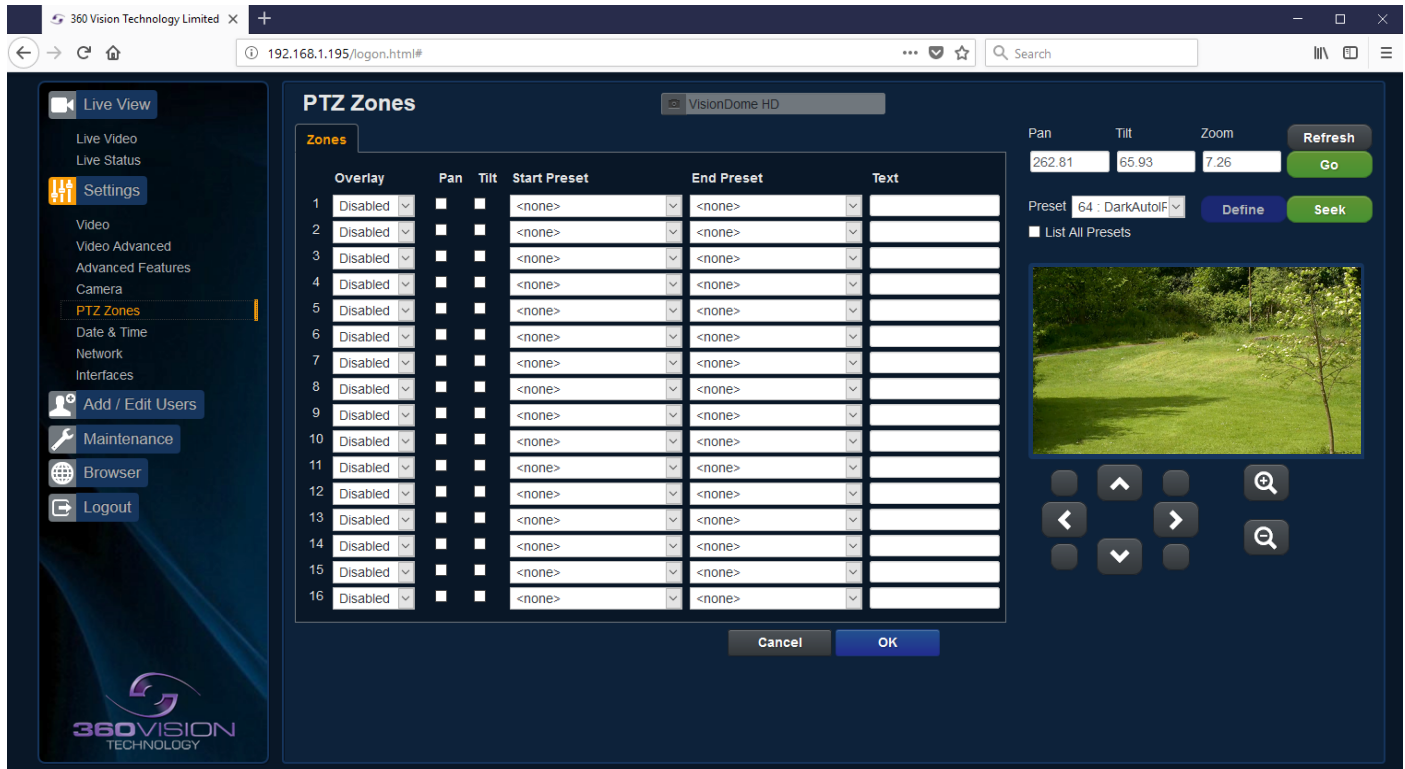 360 Vision Technology Limited
192.168.1.195/logon.html#
Search
Live View
Live Video
Live Status
Settings
Video
Video Advanced
Advanced Features
Camera
PTZ Zones
Date & Time
Network
Interfaces
Add / Edit Users
Maintenance
Browser
Logout
360VISION
TECHNOLOGY
PTZ Zones
VisionDome HD
Zones
Overlay Pan Tilt Start Preset End Preset Text
1 Disabled <none> <none>
2 Disabled <none> <none>
3 Disabled <none> <none>
4 Disabled <none> <none>
5 Disabled <none> <none>
6 Disabled <none> <none>
7 Disabled <none> <none>
8 Disabled <none> <none>
9 Disabled <none> <none>
10 Disabled <none> <none>
11 Disabled <none> <none>
12 Disabled <none> <none>
13 Disabled <none> <none>
14 Disabled <none> <none>
15 Disabled <none> <none>
16 Disabled <none> <none>
Cancel OK
Pan Tilt Zoom Refresh
262.81 65.93 7.26 Go
Preset 64 : DarkAutoIF Define Seek
List All Presets